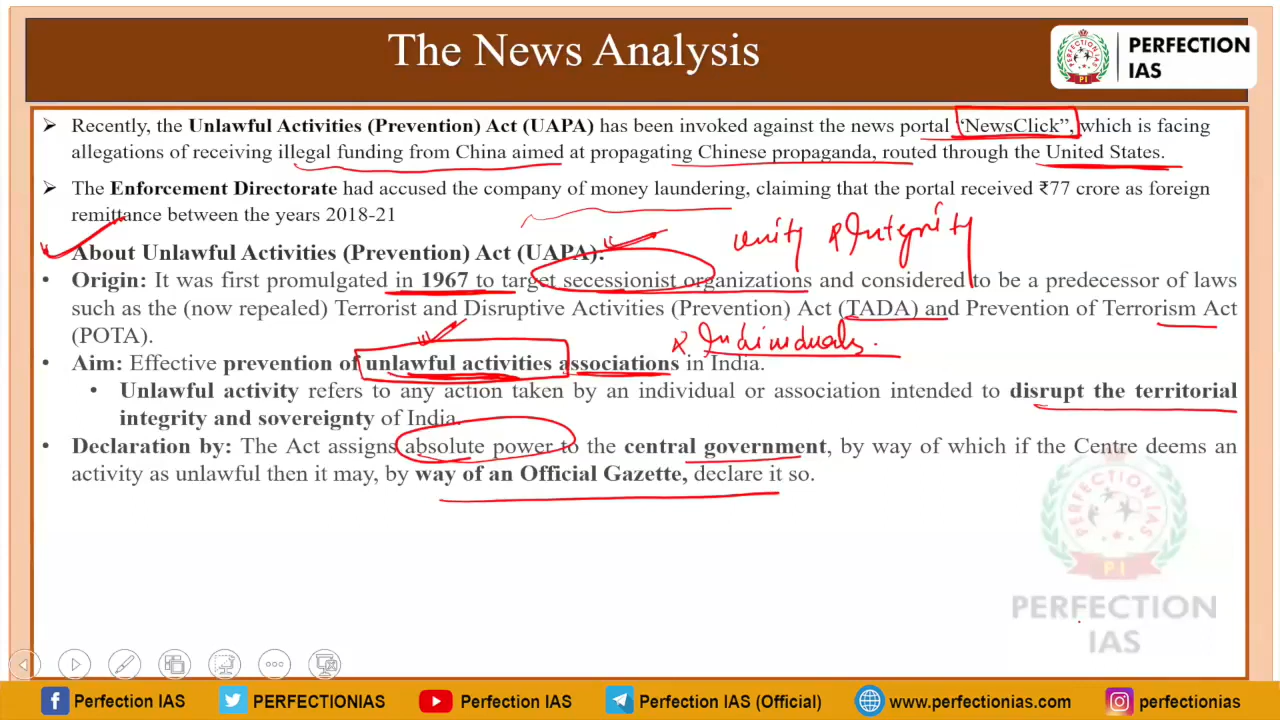 The News Analysis
PERFECTION
IAS
➢ Recently, the Unlawful Activities (Prevention) Act (UAPA) has been invoked against the news portal “NewsClick”, which is facing
allegations of receiving illegal funding from China aimed at propagating Chinese propaganda, routed through the United States.
➢ The Enforcement Directorate had accused the company of money laundering, claiming that the portal received ₹77 crore as foreign
remittance between the years 2018-21
unity & Integrity
About Unlawful Activities (Prevention) Act (UAPA):
• Origin: It was first promulgated in 1967 to target secessionist organizations and considered to be a predecessor of laws
such as the (now repealed) Terrorist and Disruptive Activities (Prevention) Act (TADA) and Prevention of Terrorism Act
(POTA).
& Individuals.
• Aim: Effective prevention of unlawful activities associations in India.
• Unlawful activity refers to any action taken by an individual or association intended to disrupt the territorial
integrity and sovereignty of India.
• Declaration by: The Act assigns absolute power to the central government, by way of which if the Centre deems an
activity as unlawful then it may, by way of an Official Gazette, declare it so.
PERFECTION IAS
PI
PERFECTION
IAS
Perfection IAS
PERFECTIONIAS
Perfection IAS
Perfection IAS (Official)
www.perfectionias.com
perfectionias